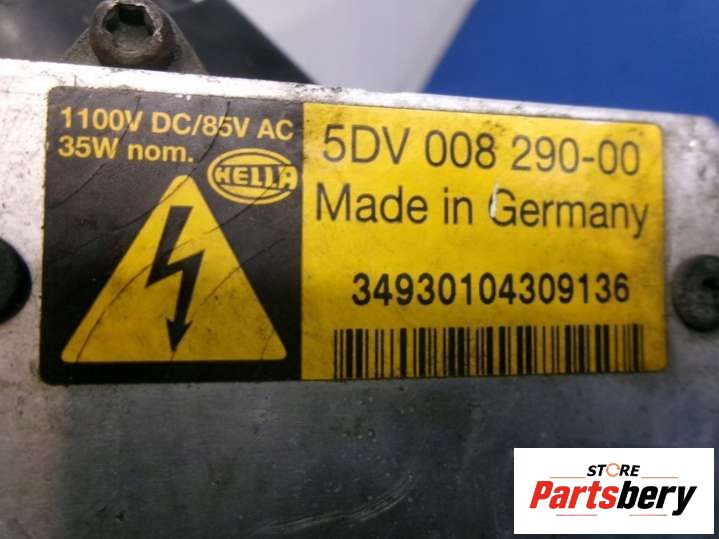 1100V DC/85V AC
35W nom.
HELLA
5DV 008 290-00
Made in Germany
34930104309136
STORE
Partsbery